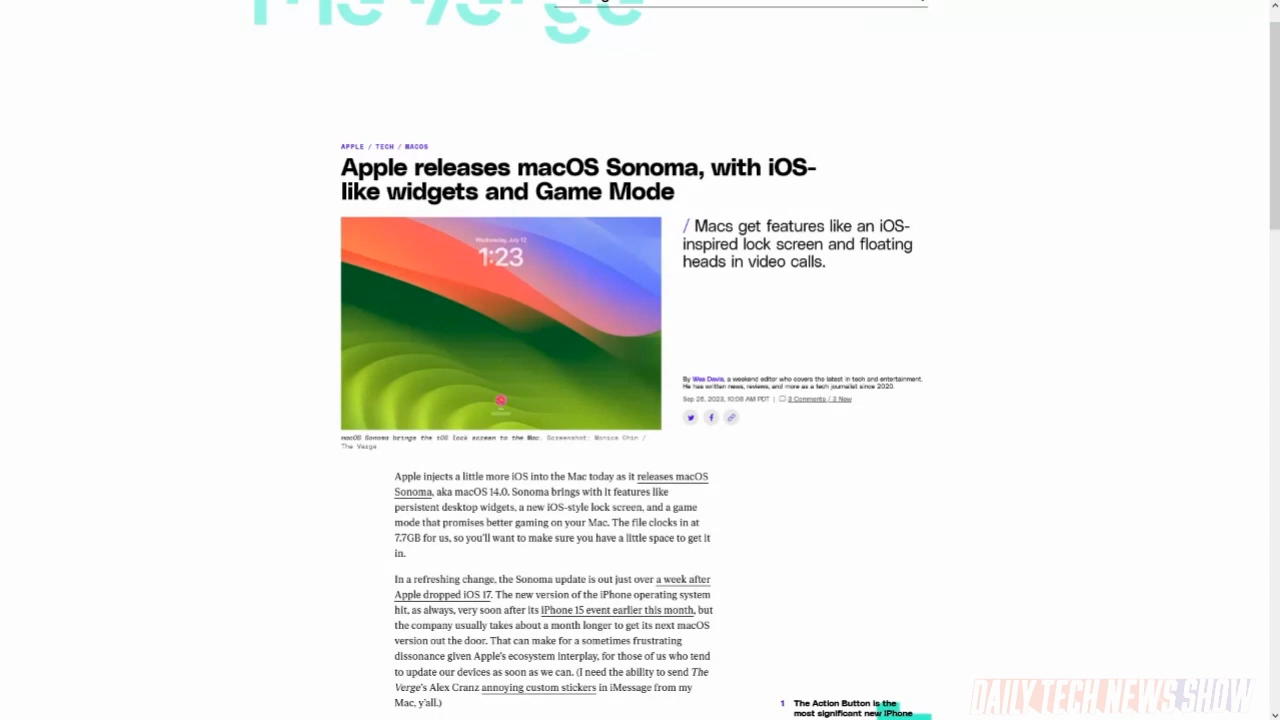 The Verge
APPLE / TECH / MACOS
Apple releases macOS Sonoma, with iOS-
like widgets and Game Mode
Wednesday, July 12
1:23
/ Macs get features like an iOS-
inspired lock screen and floating
heads in video calls.
By Wes Davis, a weekend editor who covers the latest in tech and entertainment.
He has written news, reviews, and more as a tech journalist since 2020.
Sep 26, 2023, 10:08 AM PDT | 3 Comments / 3 New
macOS Sonoma brings the iOS lock screen to the Mac. Screenshot: Monica Chin /
The Verge
Apple injects a little more iOS into the Mac today as it releases macOS
Sonoma, aka macOS 14.0. Sonoma brings with it features like
persistent desktop widgets, a new iOS-style lock screen, and a game
mode that promises better gaming on your Mac. The file clocks in at
7.7GB for us, so you'll want to make sure you have a little space to get it
in.
In a refreshing change, the Sonoma update is out just over a week after
Apple dropped iOS 17. The new version of the iPhone operating system
hit, as always, very soon after its iPhone 15 event earlier this month, but
the company usually takes about a month longer to get its next macOS
version out the door. That can make for a sometimes frustrating
dissonance given Apple's ecosystem interplay, for those of us who tend
to update our devices as soon as we can. (I need the ability to send The
Verge's Alex Cranz annoying custom stickers in iMessage from my
Mac, y'all.)
1 The Action Button is the
most significant new iPhone
DAILY TECH NEWS SHOW